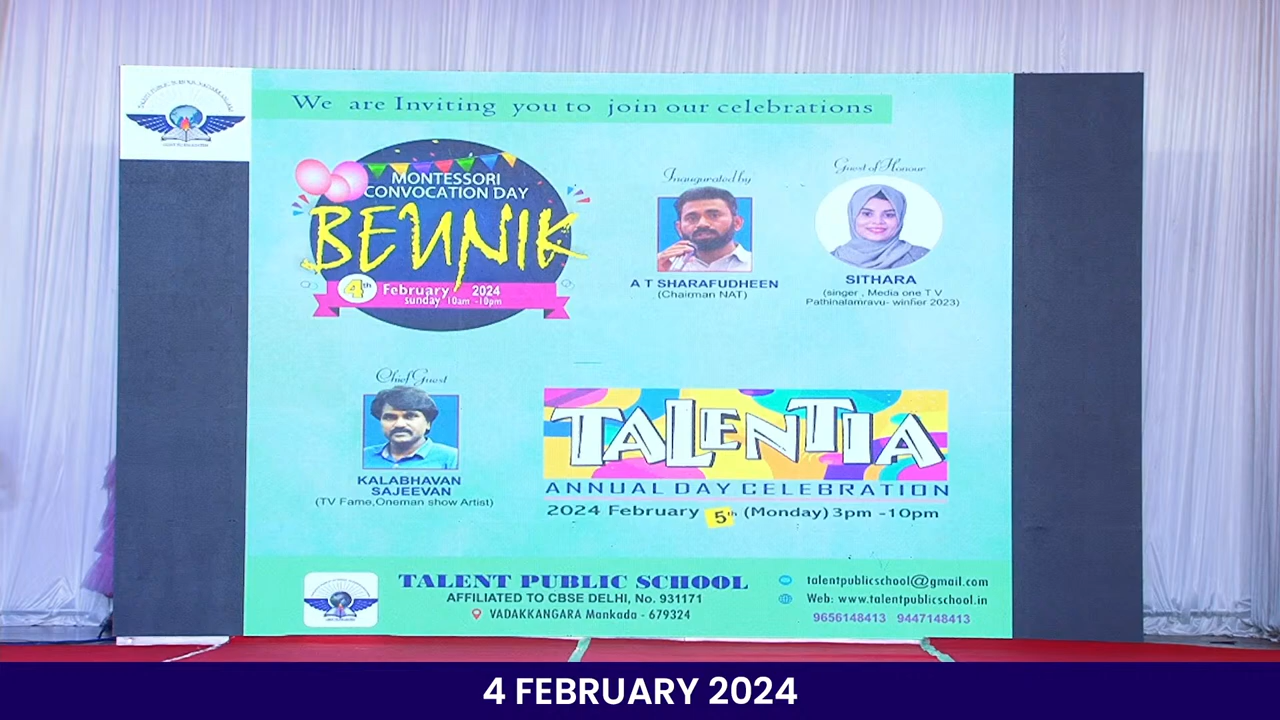 We are Inviting you to join our celebrations
MONTESSORI
CONVOCATION DAY
BEUNIK
4th February 2024
sunday 10am -10pm
Inaugurated by
A T SHARAFUDHEEN
(Chairman NAT)
Guest of Honour
SITHARA
(singer , Media one T V
Pathinalamravu- winner 2023)
Chief Guest
KALABHAVAN
SAJEEVAN
(TV Fame,Oneman show Artist)
TALENTIA
ANNUAL DAY CELEBRATION
2024 February 5th (Monday) 3pm -10pm
TALENT PUBLIC SCHOOL
AFFILIATED TO CBSE DELHI, No. 931171
VADAKKANGARA Mankada - 679324
talentpublicschool@gmail.com
Web: www.talentpublicschool.in
9656148413 9447148413
4 FEBRUARY 2024